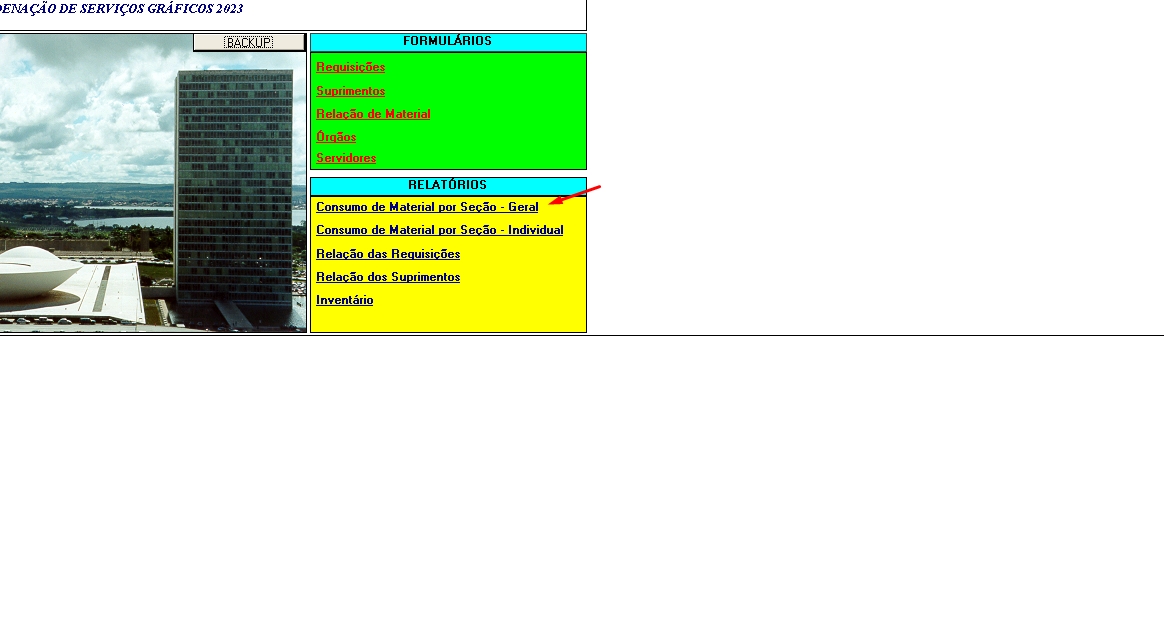 DENAÇÃO DE SERVIÇOS GRÁFICOS 2023
BACKUP
FORMULÁRIOS
Requisições
Suprimentos
Relação de Material
Órgãos
Servidores
RELATÓRIOS
Consumo de Material por Seção - Geral
Consumo de Material por Seção - Individual
Relação das Requisições
Relação dos Suprimentos
Inventário